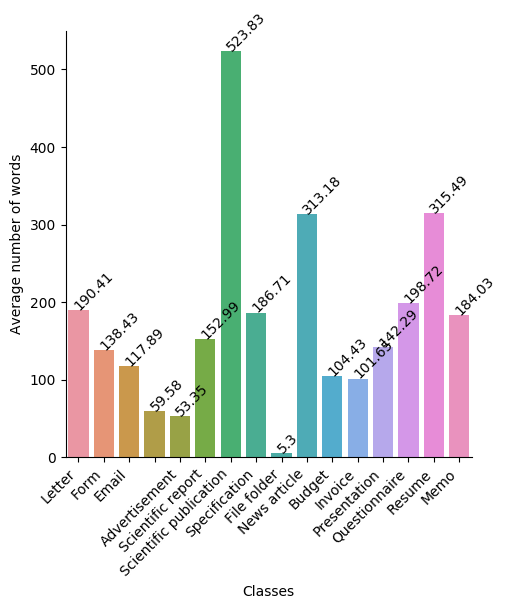 523.83
500
400
300
200
100
0
Average number of words
190.41
138.43
117.89
59.58
53.35
152.99
186.71
5.3
313.18
104.43
101.65
142.29
198.72
315.49
184.03
Letter
Form
Email
Advertisement
Scientific report
Scientific publication
Specification
File folder
News article
Budget
Invoice
Presentation
Questionnaire
Resume
Memo
Classes